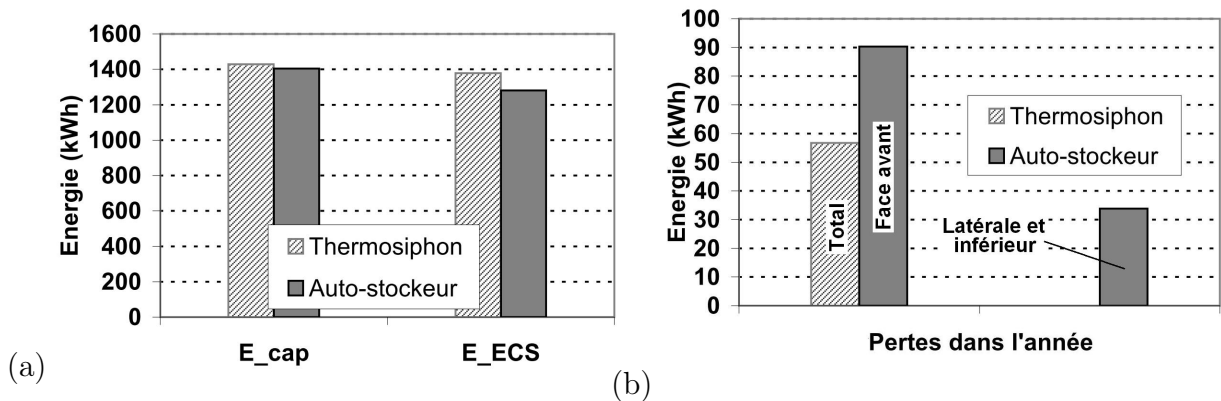 1600
1400
1200
1000
800
600
400
200
0
Energie (kWh)
Thermosiphon
Auto-stockeur
E_cap
E_ECS
(a)
100
90
80
70
60
50
40
30
20
10
0
Energie (kWh)
Total
Face avant
Thermosiphon
Auto-stockeur
Latérale et
inférieur
Pertes dans l'année
(b)